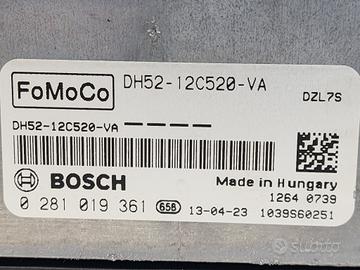 FoMoCo
DH52-12C520-VA
DZL7S
DH52-12C520-VA
BOSCH
Made in Hungary
1264 0739
0 281 019 361
658
13-04-23
1039S60251
subito